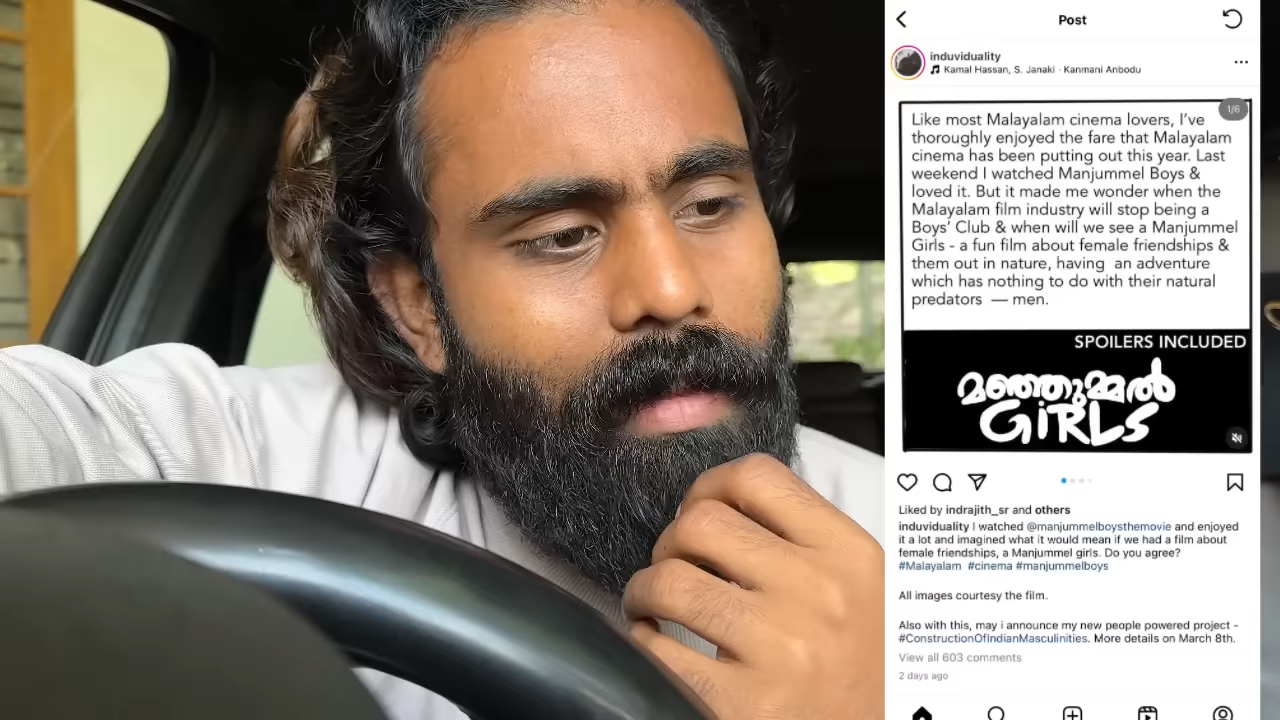 Post
induviduality
Kamal Hassan, S. Janaki · Kanmani Anbodu
1/6
Like most Malayalam cinema lovers, I've
thoroughly enjoyed the fare that Malayalam
cinema has been putting out this year. Last
weekend I watched Manjummel Boys &
loved it. But it made me wonder when the
Malayalam film industry will stop being a
Boys' Club & when will we see a Manjummel
Girls - a fun film about female friendships &
them out in nature, having an adventure
which has nothing to do with their natural
predators — men.
SPOILERS INCLUDED
മഞ്ഞുമ്മൽ
GIRLS
Liked by indrajith_sr and others
induviduality I watched @manjummelboysthemovie and enjoyed
it a lot and imagined what it would mean if we had a film about
female friendships, a Manjummel girls. Do you agree?
#Malayalam #cinema #manjummelboys
All images courtesy the film.
Also with this, may i announce my new people powered project -
#ConstructionOfIndianMasculinities. More details on March 8th.
View all 603 comments
2 days ago